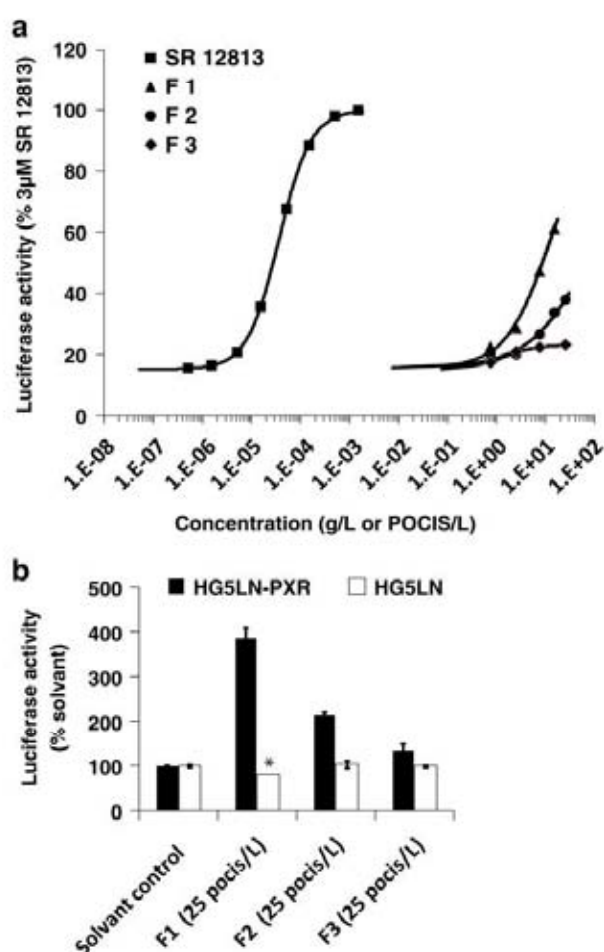 a
Luciferase activity (% 3µM SR 12813)
120
100
80
60
40
20
0
SR 12813
F 1
F 2
F 3
1.E-08
1.E-07
1.E-06
1.E-05
1.E-04
1.E-03
1.E-02
1.E-01
1.E+00
1.E+01
1.E+02
Concentration (g/L or POCIS/L)
b
Luciferase activity
(% solvant)
500
400
300
200
100
0
HG5LN-PXR
HG5LN
*
Solvant control
F1 (25 pocis/L)
F2 (25 pocis/L)
F3 (25 pocis/L)